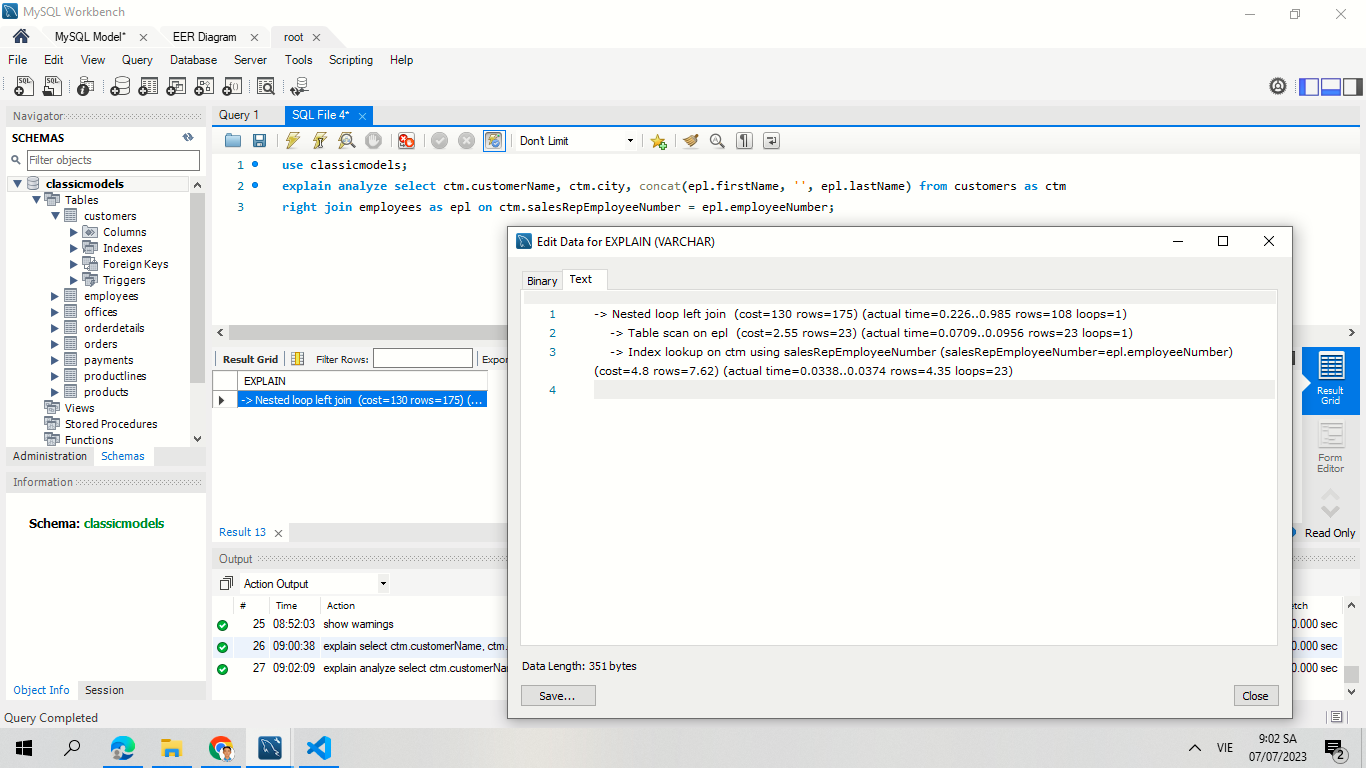 MySQL Workbench
MySQL Model*
EER Diagram
root
File Edit View Query Database Server Tools Scripting Help
Navigator
SCHEMAS
Filter objects
classicmodels
Tables
customers
Columns
Indexes
Foreign Keys
Triggers
employees
offices
orderdetails
orders
payments
productlines
products
Views
Stored Procedures
Functions
Administration Schemas
Information
Schema: classicmodels
Object Info Session
Query Completed
Query 1 SQL File 4*
Don't Limit
1 use classicmodels;
2 explain analyze select ctm.customerName, ctm.city, concat(epl.firstName, '', epl.lastName) from customers as ctm
3 right join employees as epl on ctm.salesRepEmployeeNumber = epl.employeeNumber;
Result Grid Filter Rows: Expor
EXPLAIN
-> Nested loop left join (cost=130 rows=175) (...
Result 13
Output
Action Output
# Time Action
25 08:52:03 show warnings
26 09:00:38 explain select ctm.customerName, ctm.
27 09:02:09 explain analyze select ctm.customerNa
Edit Data for EXPLAIN (VARCHAR)
Binary Text
1 -> Nested loop left join (cost=130 rows=175) (actual time=0.226..0.985 rows=108 loops=1)
2 -> Table scan on epl (cost=2.55 rows=23) (actual time=0.0709..0.0956 rows=23 loops=1)
3 -> Index lookup on ctm using salesRepEmployeeNumber (salesRepEmployeeNumber=epl.employeeNumber)
(cost=4.8 rows=7.62) (actual time=0.0338..0.0374 rows=4.35 loops=23)
4
Data Length: 351 bytes
Save...
Close
Result
Grid
Form
Editor
Read Only
etch
0.000 sec
0.000 sec
0.000 sec
VIE
9:02 SA
07/07/2023
2